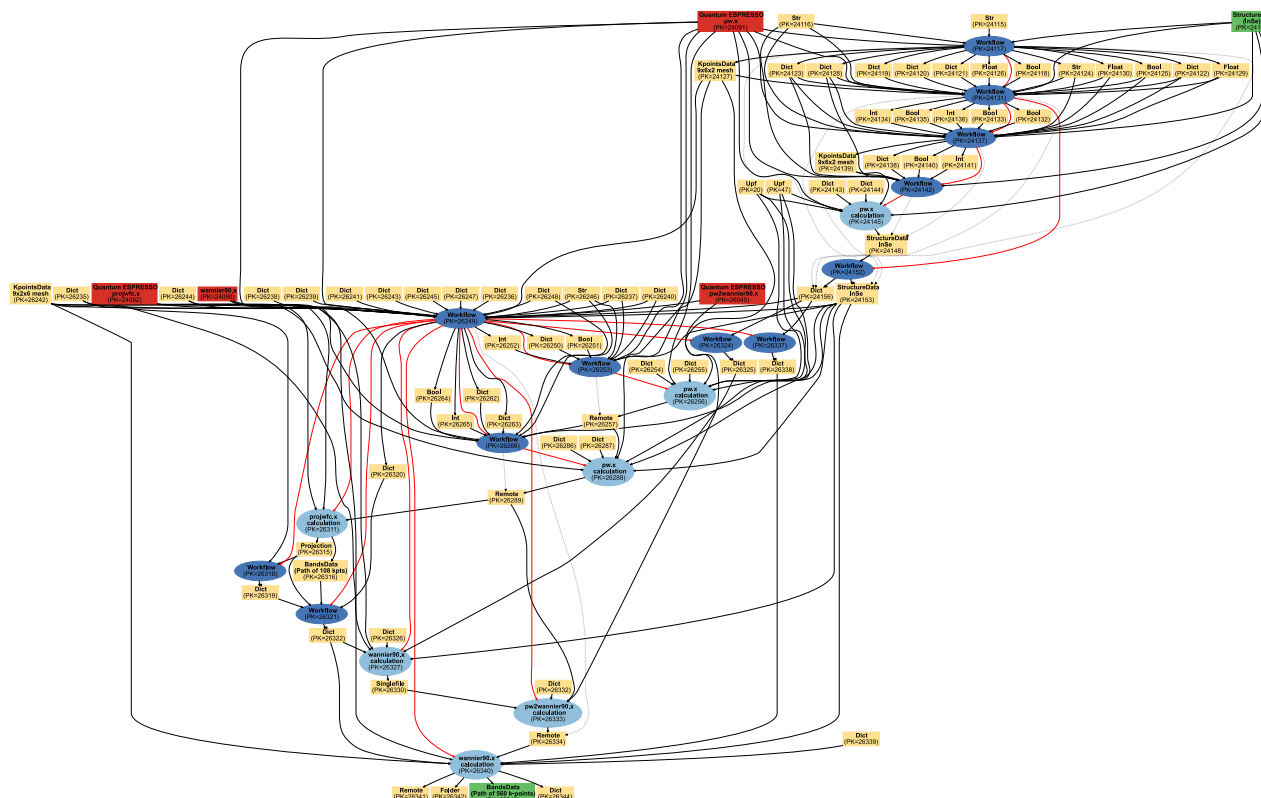 Quantum ESPRESSO
pw.x
(PK=24091)
Str
(PK=24116)
Str
(PK=24115)
Structure
(InSe)
Workflow
(PK=24117)
KpointsData
9x6x2 mesh
(PK=24127)
Dict
(PK=24123)
Dict
(PK=24128)
Dict
(PK=24119)
Dict
(PK=24120)
Dict
(PK=24121)
Float
(PK=24126)
Bool
(PK=24118)
Str
(PK=24124)
Float
(PK=24130)
Bool
(PK=24125)
Dict
(PK=24122)
Float
(PK=24129)
Workflow
(PK=24131)
Int
(PK=24134)
Bool
(PK=24135)
Int
(PK=24136)
Bool
(PK=24133)
Bool
(PK=24132)
Workflow
(PK=24137)
KpointsData
9x6x2 mesh
(PK=24139)
Dict
(PK=24138)
Bool
(PK=24140)
Int
(PK=24141)
Workflow
(PK=24142)
Upf
(PK=20)
Upf
(PK=47)
Dict
(PK=24143)
Dict
(PK=24144)
pw.x
calculation
(PK=24145)
StructureData
InSe
(PK=24148)
Workflow
(PK=24152)
Dict
(PK=24156)
StructureData
InSe
(PK=24153)
KpointsData
9x2x6 mesh
(PK=26242)
Dict
(PK=26235)
Quantum ESPRESSO
projwfc.x
(PK=24092)
Dict
(PK=26244)
wannier90.x
(PK=24090)
Dict
(PK=26238)
Dict
(PK=26239)
Dict
(PK=26241)
Dict
(PK=26243)
Dict
(PK=26245)
Dict
(PK=26247)
Dict
(PK=26236)
Dict
(PK=26248)
Str
(PK=26246)
Dict
(PK=26237)
Dict
(PK=26240)
Quantum ESPRESSO
pw2wannier90.x
(PK=26045)
Workflow
(PK=26249)
Int
(PK=26252)
Dict
(PK=26250)
Bool
(PK=26251)
Workflow
(PK=26324)
Workflow
(PK=26337)
Workflow
(PK=26253)
Dict
(PK=26254)
Dict
(PK=26255)
Dict
(PK=26325)
Dict
(PK=26338)
pw.x
calculation
(PK=26256)
Bool
(PK=26264)
Dict
(PK=26262)
Int
(PK=26265)
Dict
(PK=26263)
Remote
(PK=26257)
Workflow
(PK=26266)
Dict
(PK=26286)
Dict
(PK=26287)
pw.x
calculation
(PK=26288)
Dict
(PK=26320)
Remote
(PK=26289)
projwfc.x
calculation
(PK=26311)
Projection
(PK=26315)
Workflow
(PK=26318)
BandsData
(Path of 108 kpts)
(PK=26316)
Dict
(PK=26319)
Workflow
(PK=26321)
Dict
(PK=26322)
Dict
(PK=26326)
wannier90.x
calculation
(PK=26327)
Singlefile
(PK=26330)
Dict
(PK=26332)
pw2wannier90.x
calculation
(PK=26333)
Remote
(PK=26334)
Dict
(PK=26339)
wannier90.x
calculation
(PK=26340)
Remote
(PK=26341)
Folder
(PK=26342)
BandsData
(Path of 560 k-points)
Dict
(PK=26344)